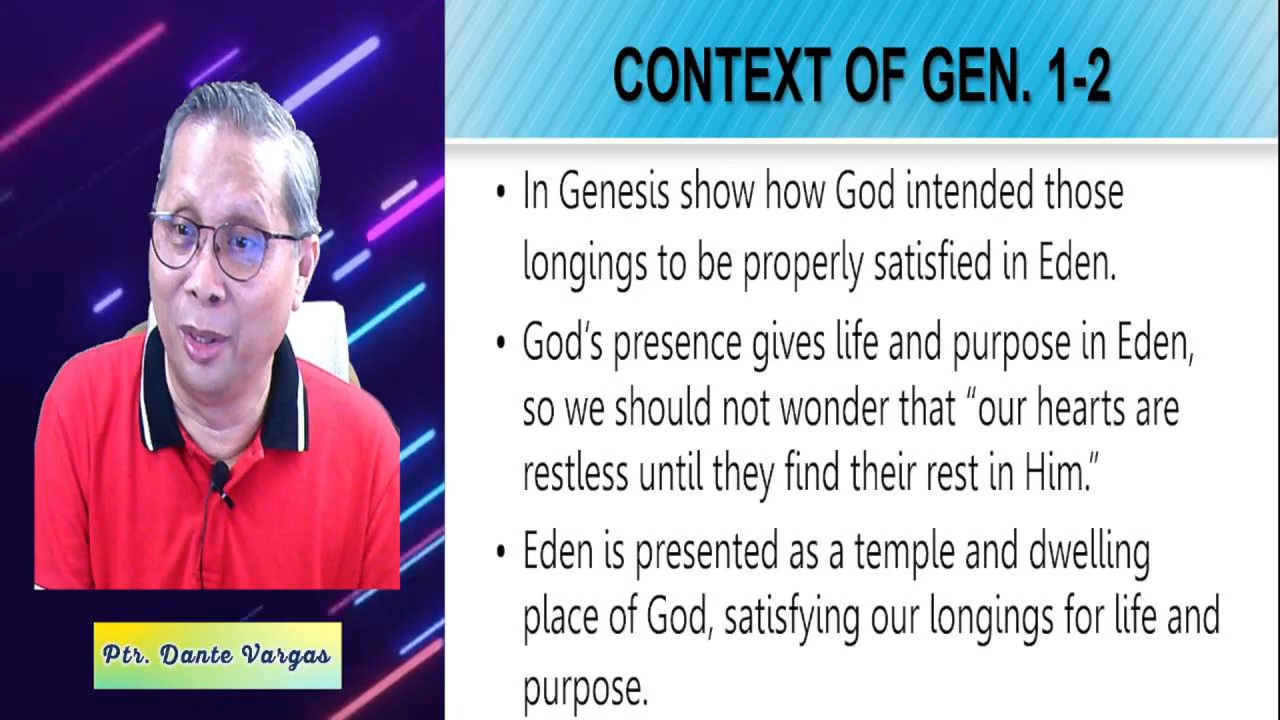 CONTEXT OF GEN. 1-2
• In Genesis show how God intended those
longings to be properly satisfied in Eden.
• God's presence gives life and purpose in Eden,
so we should not wonder that “our hearts are
restless until they find their rest in Him.”
• Eden is presented as a temple and dwelling
place of God, satisfying our longings for life and
purpose.
Ptr. Dante Vargas